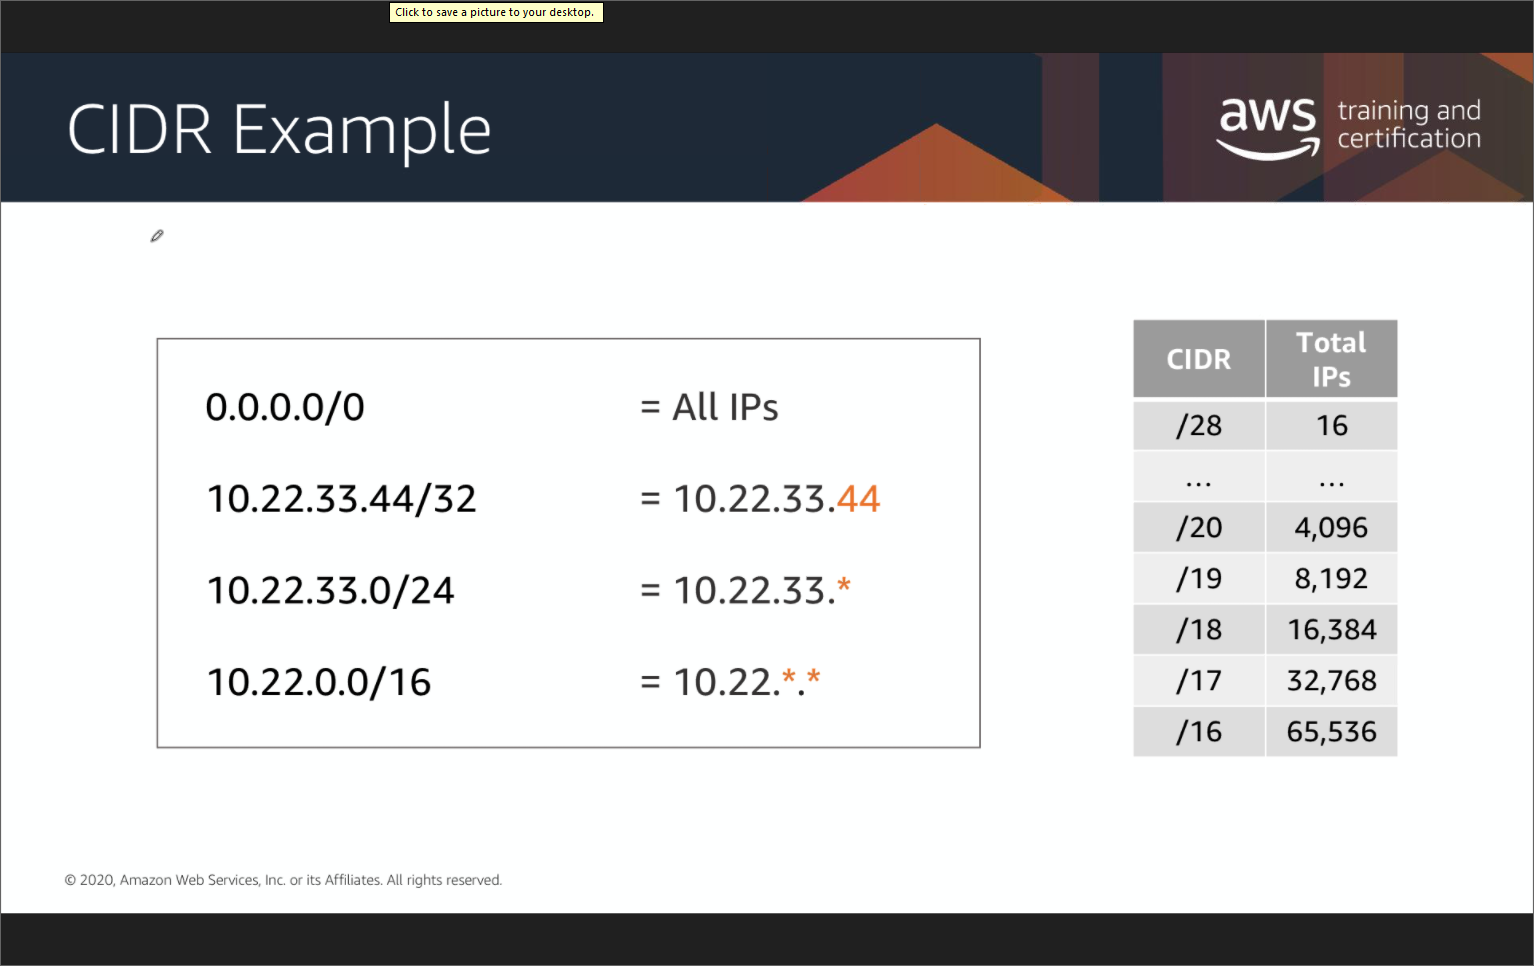 Click to save a picture to your desktop.
CIDR Example
aws training and
certification
0.0.0.0/0 = All IPs
10.22.33.44/32 = 10.22.33.44
10.22.33.0/24 = 10.22.33.*
10.22.0.0/16 = 10.22.*.*
CIDR Total IPs
/28 16
... ...
/20 4,096
/19 8,192
/18 16,384
/17 32,768
/16 65,536
© 2020, Amazon Web Services, Inc. or its Affiliates. All rights reserved.